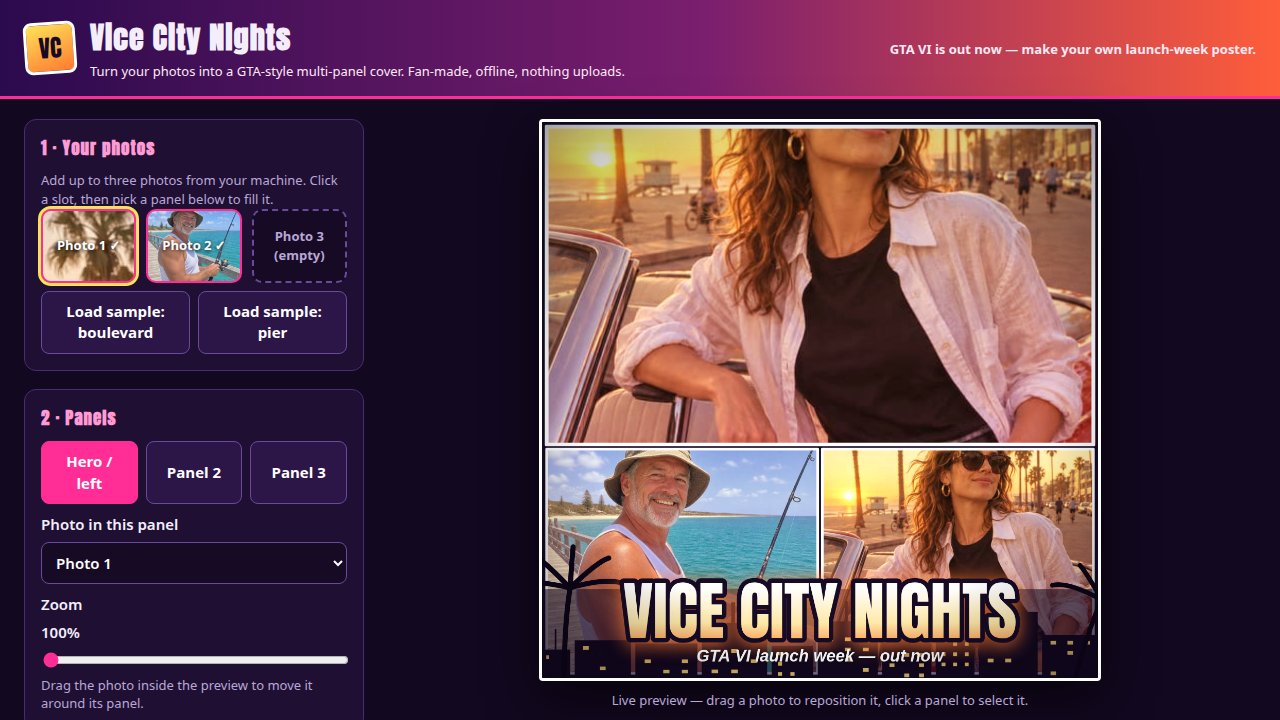 VC
Vice City Nights
Turn your photos into a GTA-style multi-panel cover. Fan-made, offline, nothing uploads.
GTA VI is out now — make your own launch-week poster.
1 · Your photos
Add up to three photos from your machine. Click
a slot, then pick a panel below to fill it.
Photo 1 ✓
Photo 2 ✓
Photo 3
(empty)
Load sample:
boulevard
Load sample:
pier
2 · Panels
Hero /
left
Panel 2
Panel 3
Photo in this panel
Photo 1
Zoom
100%
Drag the photo inside the preview to move it
around its panel.
VICE CITY NIGHTS
GTA VI launch week — out now
Live preview — drag a photo to reposition it, click a panel to select it.